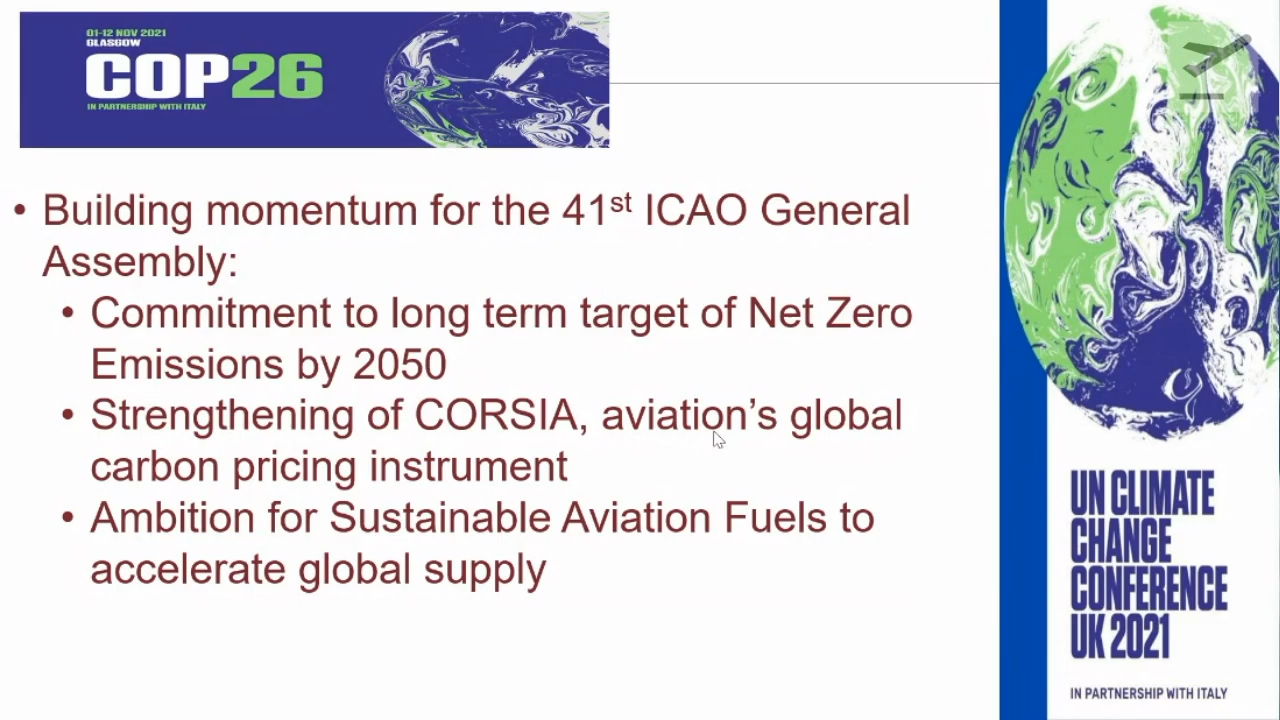 01-12 NOV 2021
GLASGOW
COP26
IN PARTNERSHIP WITH ITALY
• Building momentum for the 41st ICAO General
Assembly:
• Commitment to long term target of Net Zero
Emissions by 2050
• Strengthening of CORSIA, aviation’s global
carbon pricing instrument
• Ambition for Sustainable Aviation Fuels to
accelerate global supply
UN CLIMATE
CHANGE
CONFERENCE
UK 2021
IN PARTNERSHIP WITH ITALY